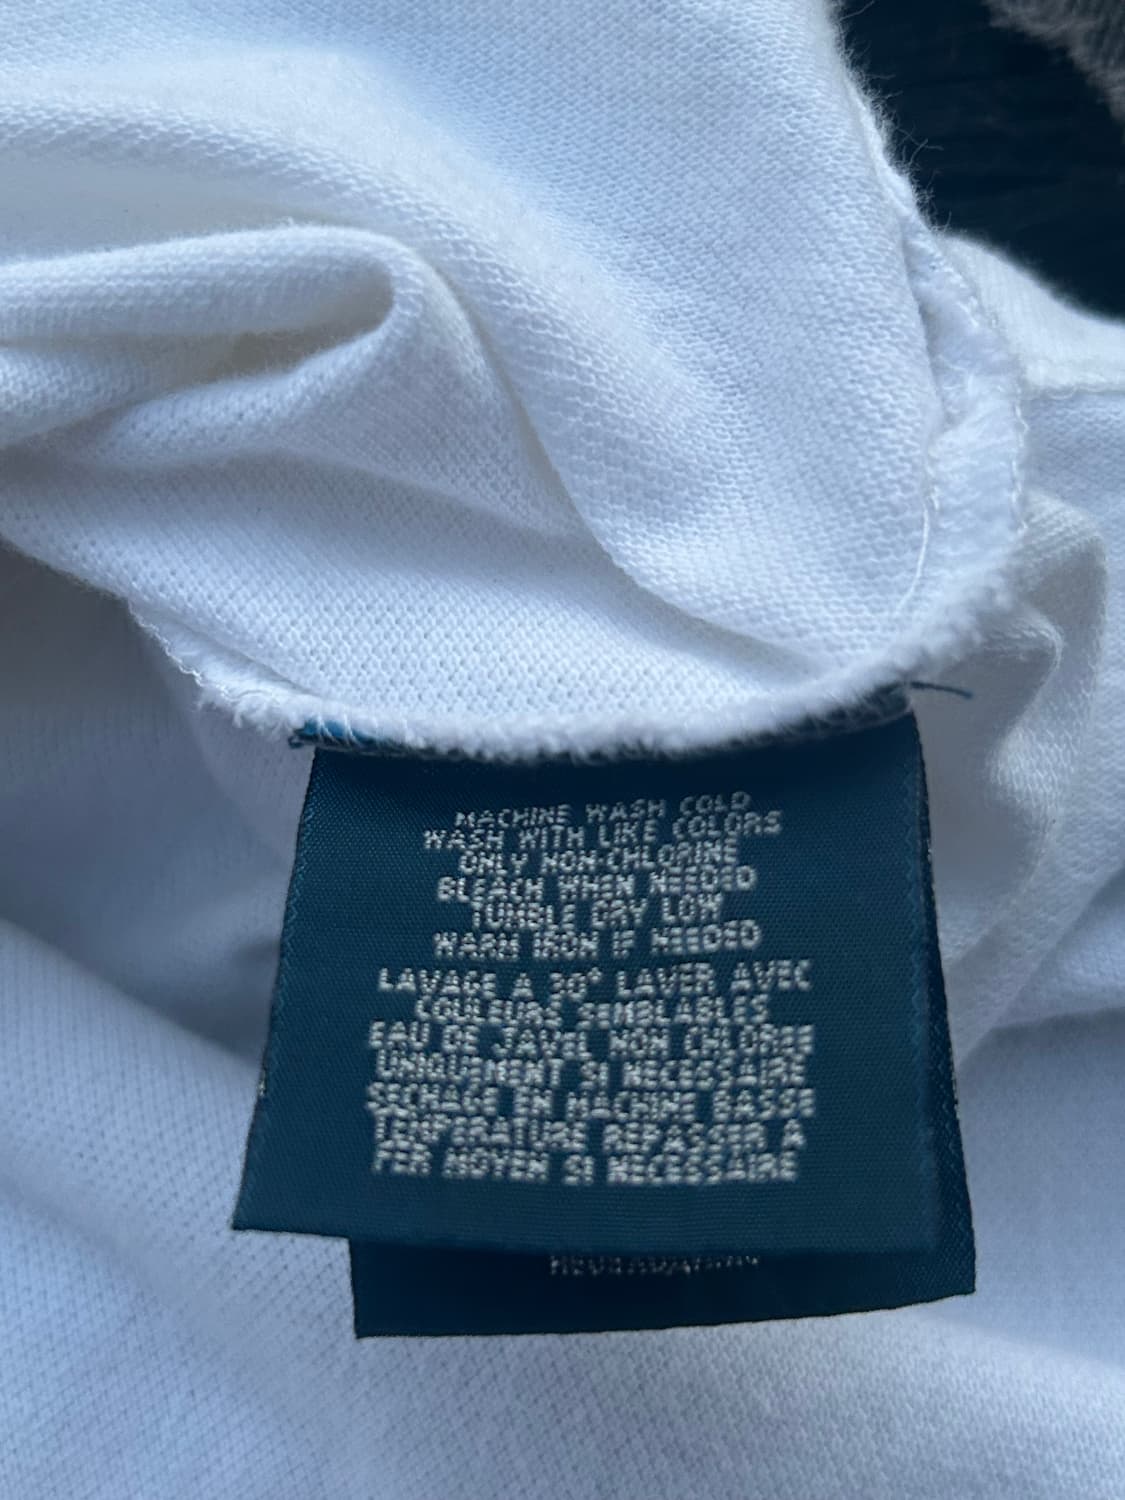 MACHINE WASH COLD
WASH WITH LIKE COLORS
ONLY NON-CHLORINE
BLEACH WHEN NEEDED
TUMBLE DRY LOW
WARM IRON IF NEEDED
LAVAGE A 30° LAVER AVEC
COULEURS SEMBLABLES
EAU DE JAVEL NON CHLOREE
UNIQUEMENT SI NECESSAIRE
SECHAGE EN MACHINE BASSE
TEMPERATURE REPASSER A
FER MOYEN SI NECESSAIRE